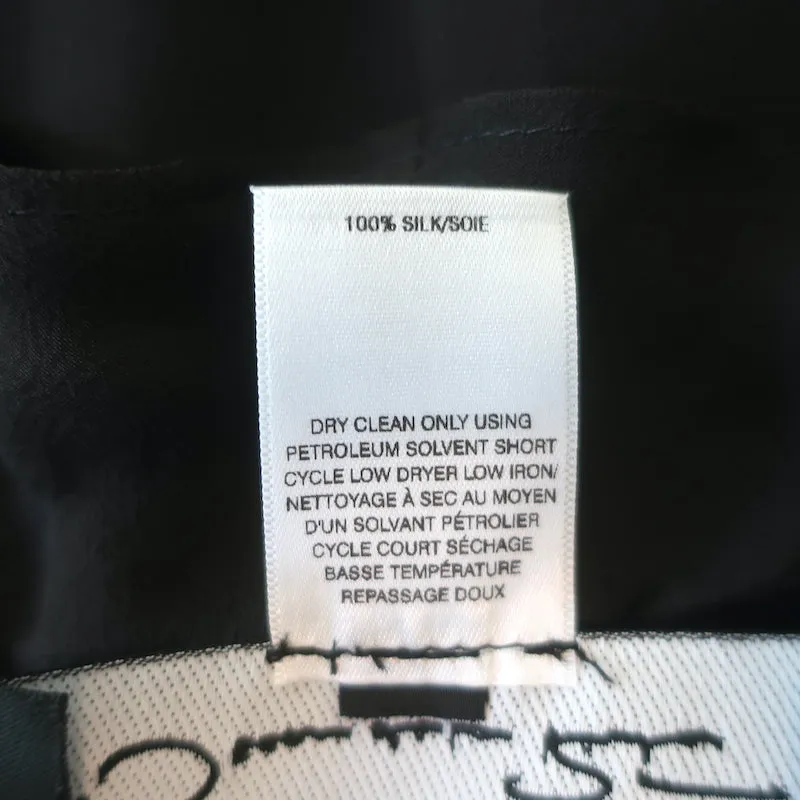 100% SILK/SOIE
DRY CLEAN ONLY USING
PETROLEUM SOLVENT SHORT
CYCLE LOW DRYER LOW IRON/
NETTOYAGE À SEC AU MOYEN
D'UN SOLVANT PÉTROLIER
CYCLE COURT SÉCHAGE
BASSE TEMPÉRATURE
REPASSAGE DOUX